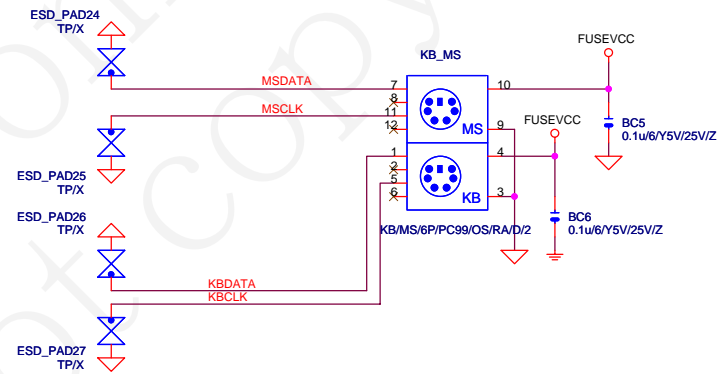 ESD_PAD24
TP/X
FUSEVCC
KB_MS
MSDATA
7
10
8
MSCLK
11
FUSEVCC
BC5
12
MS
9
0.1u/6/Y5V/25V/Z
ESD_PAD25
TP/X
1
4
2
5
ESD_PAD26
TP/X
6
KB
3
BC6
0.1u/6/Y5V/25V/Z
KB/MS/6P/PC99/OS/RA/D/2
KBDATA
KBCLK
ESD_PAD27
TP/X
ot copy